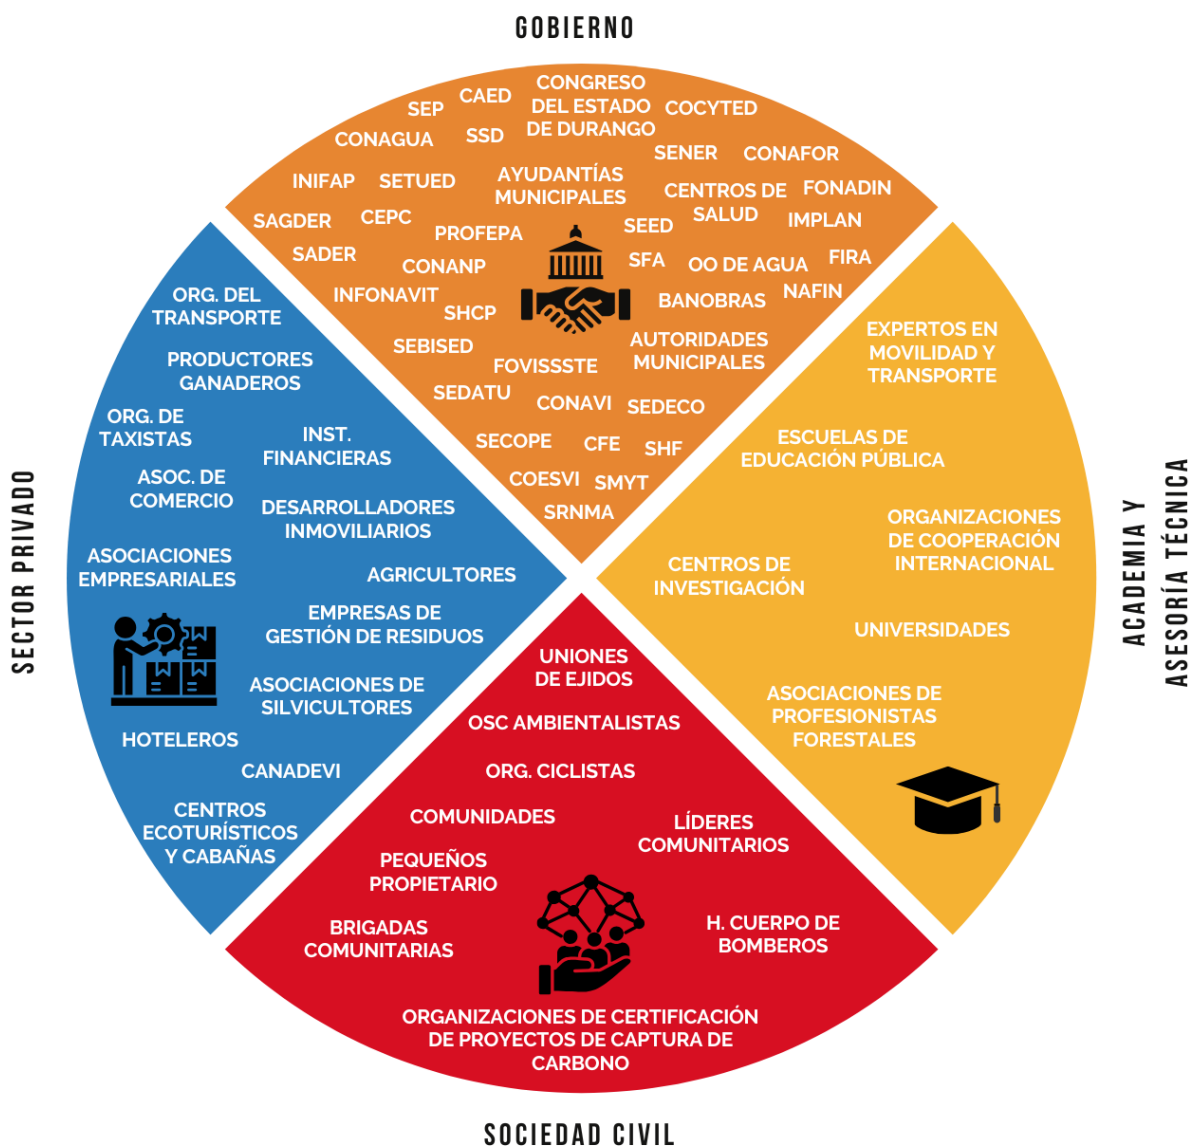 GOBIERNO
CONGRESO
DEL ESTADO
DE DURANGO
CAED
SEP
COCYTED
CONAGUA
SSD
SENER
CONAFOR
AYUDANTÍAS
MUNICIPALES
INIFAP
SETUED
CENTROS DE
SALUD
FONADIN
SAGDER
CEPC
PROFEPA
SEED
IMPLAN
SADER
CONANP
SFA
OO DE AGUA
FIRA
INFONAVIT
SHCP
BANOBRAS
NAFIN
SEBISED
FOVISSSTE
AUTORIDADES
MUNICIPALES
SEDATU
CONAVI
SEDECO
SECOPE
CFE
SHF
COESVI
SMYT
SRNMA
SECTOR PRIVADO
ORG. DEL
TRANSPORTE
PRODUCTORES
GANADEROS
ORG. DE
TAXISTAS
INST.
FINANCIERAS
ASOC. DE
COMERCIO
DESARROLLADORES
INMOVILIARIOS
ASOCIACIONES
EMPRESARIALES
AGRICULTORES
EMPRESAS DE
GESTIÓN DE RESIDUOS
ASOCIACIONES DE
SILVICULTORES
HOTELEROS
CANADEVI
CENTROS
ECOTURÍSTICOS
Y CABAÑAS
EXPERTOS EN
MOVILIDAD Y
TRANSPORTE
ESCUELAS DE
EDUCACIÓN PÚBLICA
ORGANIZACIONES
DE COOPERACIÓN
INTERNACIONAL
CENTROS DE
INVESTIGACIÓN
UNIVERSIDADES
ASOCIACIONES DE
PROFESIONISTAS
FORESTALES
ACADEMIA Y
ASESORÍA TÉCNICA
UNIONES
DE EJIDOS
OSC AMBIENTALISTAS
ORG. CICLISTAS
COMUNIDADES
LÍDERES
COMUNITARIOS
PEQUEÑOS
PROPIETARIO
BRIGADAS
COMUNITARIAS
H. CUERPO DE
BOMBEROS
ORGANIZACIONES DE CERTIFICACIÓN
DE PROYECTOS DE CAPTURA DE
CARBONO
SOCIEDAD CIVIL